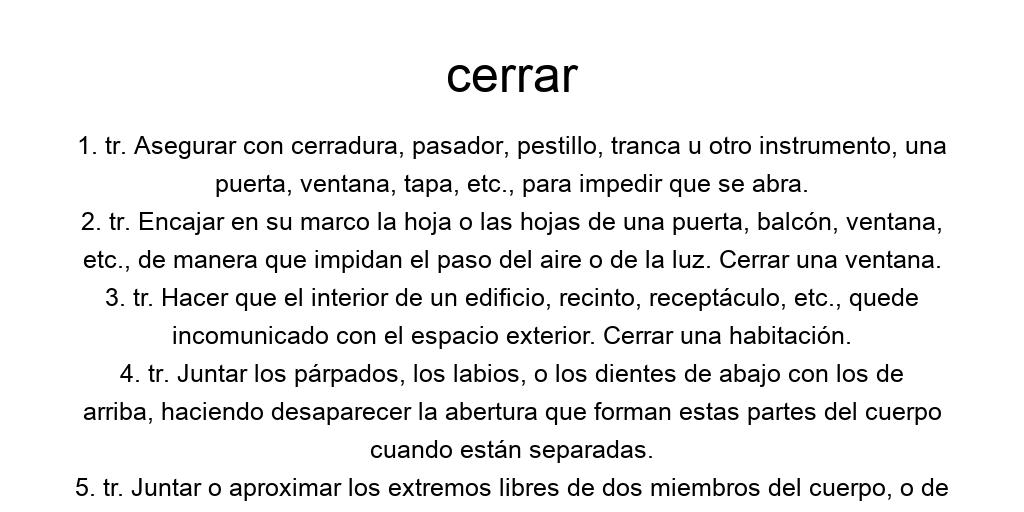 cerrar
1. tr. Asegurar con cerradura, pasador, pestillo, tranca u otro instrumento, una
puerta, ventana, tapa, etc., para impedir que se abra.
2. tr. Encajar en su marco la hoja o las hojas de una puerta, balcón, ventana,
etc., de manera que impidan el paso del aire o de la luz. Cerrar una ventana.
3. tr. Hacer que el interior de un edificio, recinto, receptáculo, etc., quede
incomunicado con el espacio exterior. Cerrar una habitación.
4. tr. Juntar los párpados, los labios, o los dientes de abajo con los de
arriba, haciendo desaparecer la abertura que forman estas partes del cuerpo
cuando están separadas.
5. tr. Juntar o aproximar los extremos libres de dos miembros del cuerpo, o de